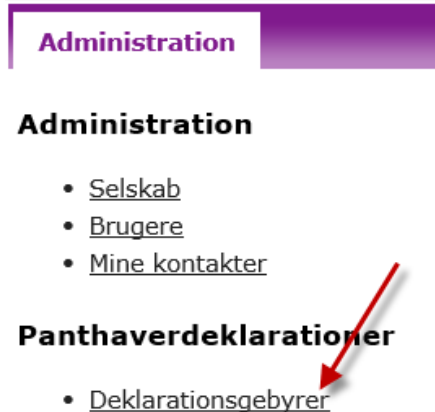 Administration
Administration
• Selskab
• Brugere
• Mine kontakter
Panthaverdeklarationer
• Deklarationsgebyrer